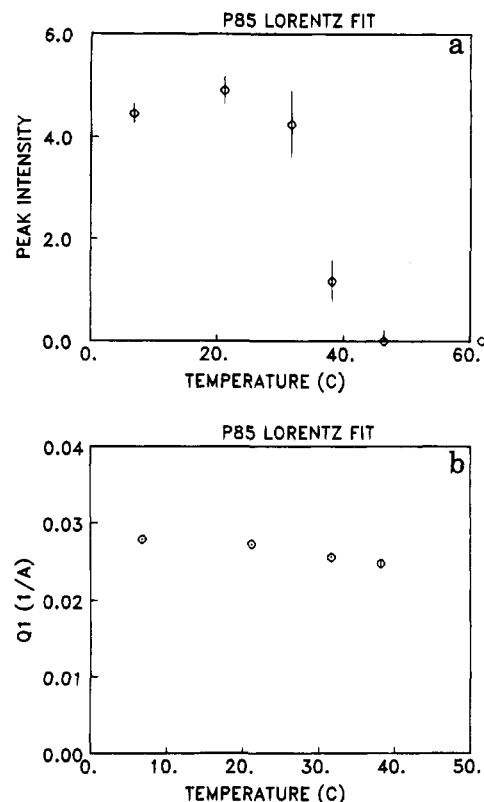 P85 LORENTZ FIT
a
6.0
4.0
2.0
0.0
PEAK INTENSITY
0. 20. 40. 60.
TEMPERATURE (C)
P85 LORENTZ FIT
b
0.04
0.03
0.02
0.01
0.00
Q1 (1/A)
0. 10. 20. 30. 40. 50.
TEMPERATURE (C)